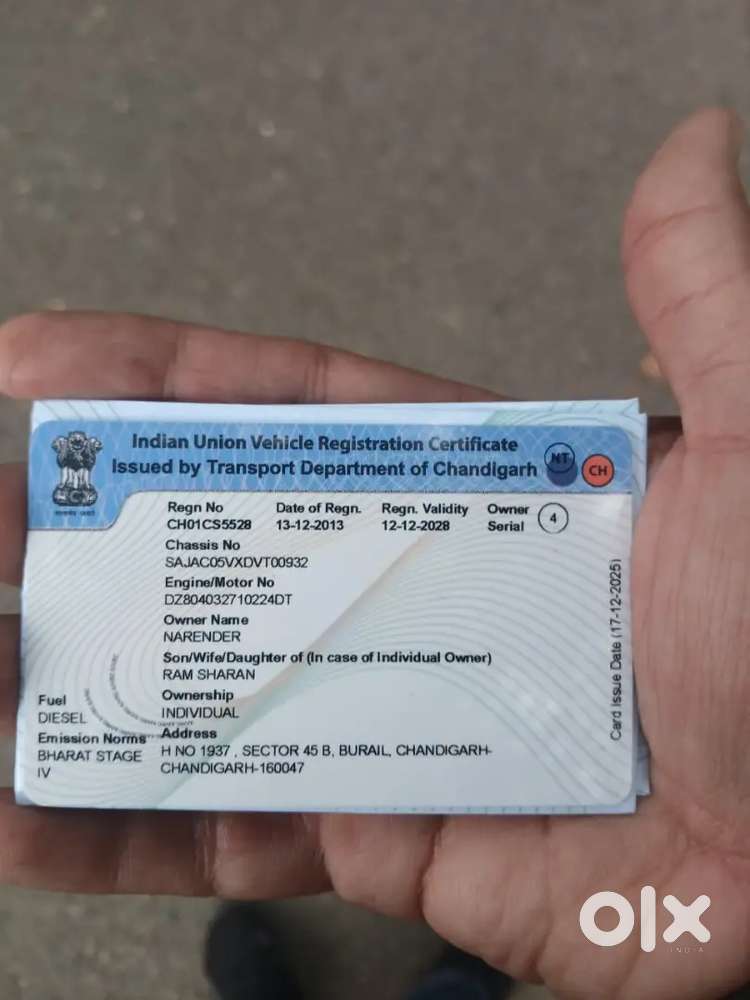 Indian Union Vehicle Registration Certificate
Issued by Transport Department of Chandigarh
NT
CH
Regn No Date of Regn. Regn. Validity Owner Serial 4
CH01CS5528 13-12-2013 12-12-2028
Chassis No
SAJAC05VXDVT00932
Engine/Motor No
DZ804032710224DT
Owner Name
NARENDER
Son/Wife/Daughter of (In case of Individual Owner)
RAM SHARAN
Fuel
DIESEL
Ownership
INDIVIDUAL
Emission Norms
BHARAT STAGE
IV
Address
H NO 1937 , SECTOR 45 B, BURAIL, CHANDIGARH-
CHANDIGARH-160047
Card Issue Date (17-12-2025)
olx
INDIA